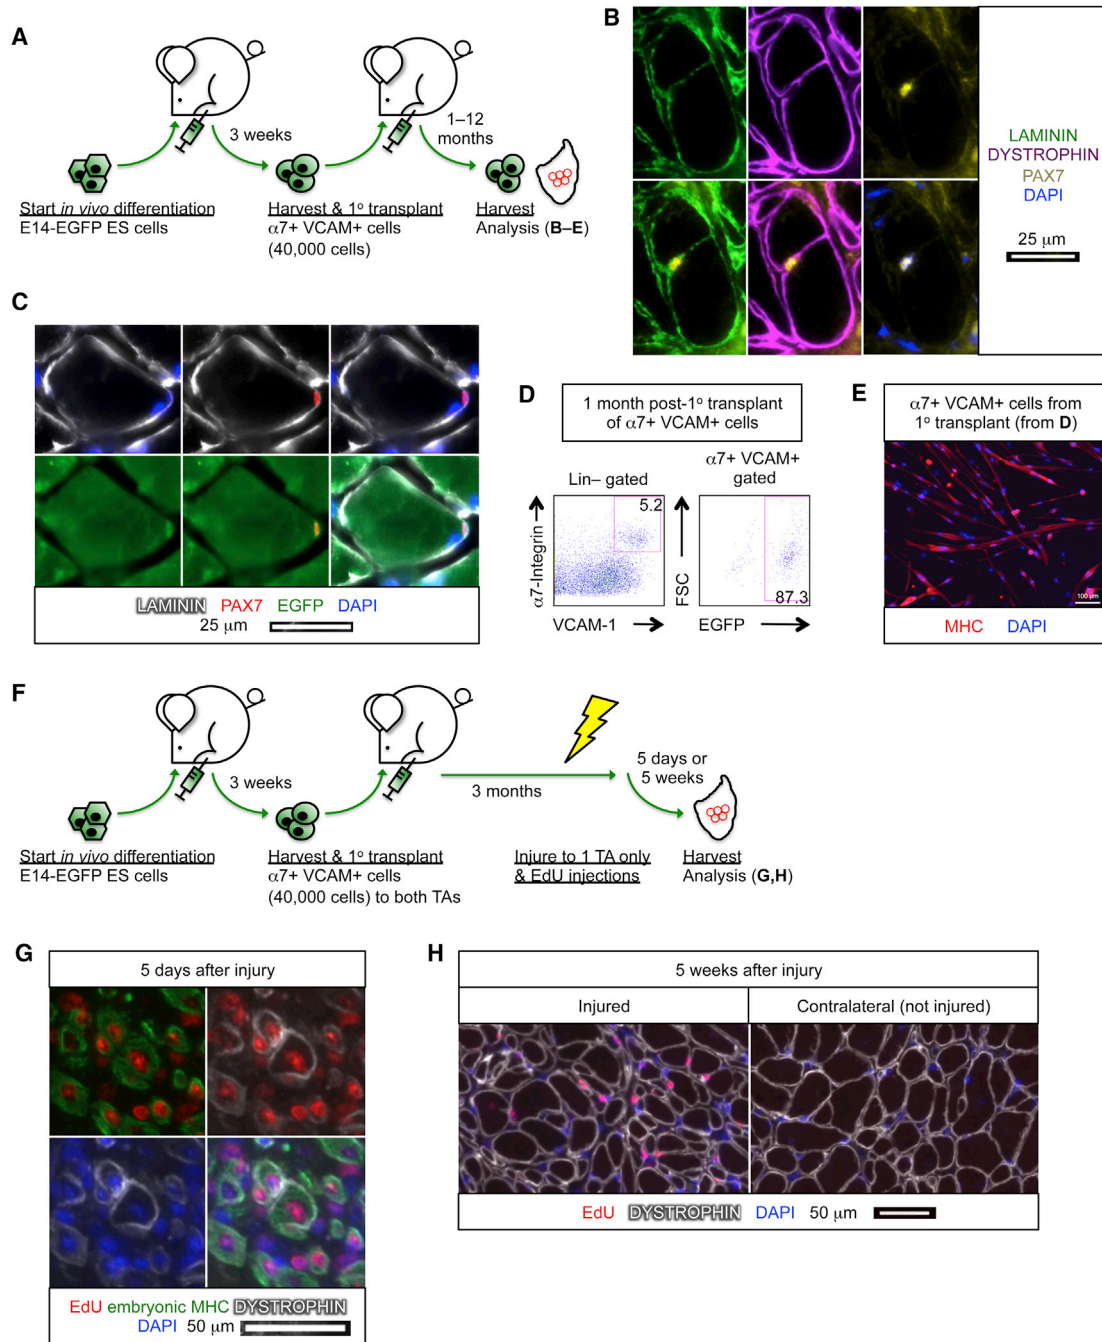 A
3 weeks
1–12
months
Start in vivo differentiation
E14-EGFP ES cells
Harvest & 1º transplant
α7+ VCAM+ cells
(40,000 cells)
Harvest
Analysis (B–E)
B
LAMININ
DYSTROPHIN
PAX7
DAPI
25 μm
C
LAMININ PAX7 EGFP DAPI
25 μm
D
1 month post-1º transplant
of α7+ VCAM+ cells
Lin– gated
α7+ VCAM+
gated
5.2
87.3
α7-Integrin
VCAM-1
FSC
EGFP
E
α7+ VCAM+ cells from
1º transplant (from D)
100 μm
MHC DAPI
F
3 weeks
3 months
5 days or
5 weeks
Start in vivo differentiation
E14-EGFP ES cells
Harvest & 1º transplant
α7+ VCAM+ cells
(40,000 cells) to both TAs
Injure to 1 TA only
& EdU injections
Harvest
Analysis (G,H)
G
5 days after injury
EdU embryonic MHC DYSTROPHIN
DAPI 50 μm
H
5 weeks after injury
Injured
Contralateral (not injured)
EdU DYSTROPHIN DAPI 50 μm